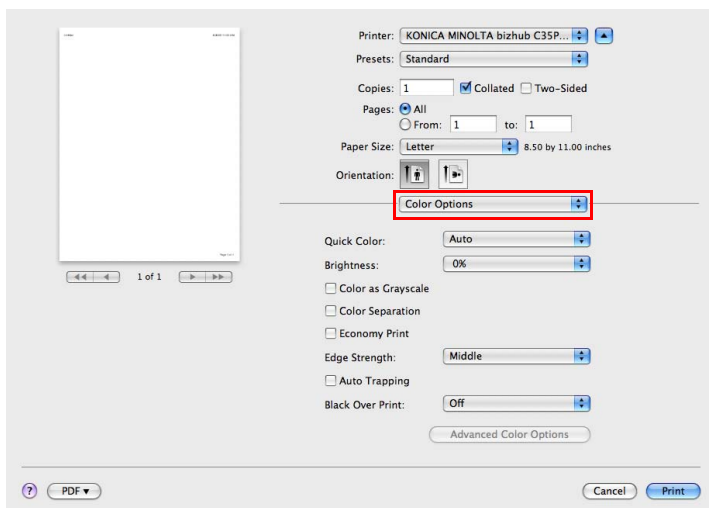 Printer: KONICA MINOLTA bizhub C35P...
Presets: Standard
Copies: 1 Collated Two-Sided
Pages: All
From: 1 to: 1
Paper Size: Letter 8.50 by 11.00 inches
Orientation:
Color Options
Quick Color: Auto
Brightness: 0%
Color as Grayscale
Color Separation
Economy Print
Edge Strength: Middle
Auto Trapping
Black Over Print: Off
Advanced Color Options
1 of 1
? PDF ▼ Cancel Print